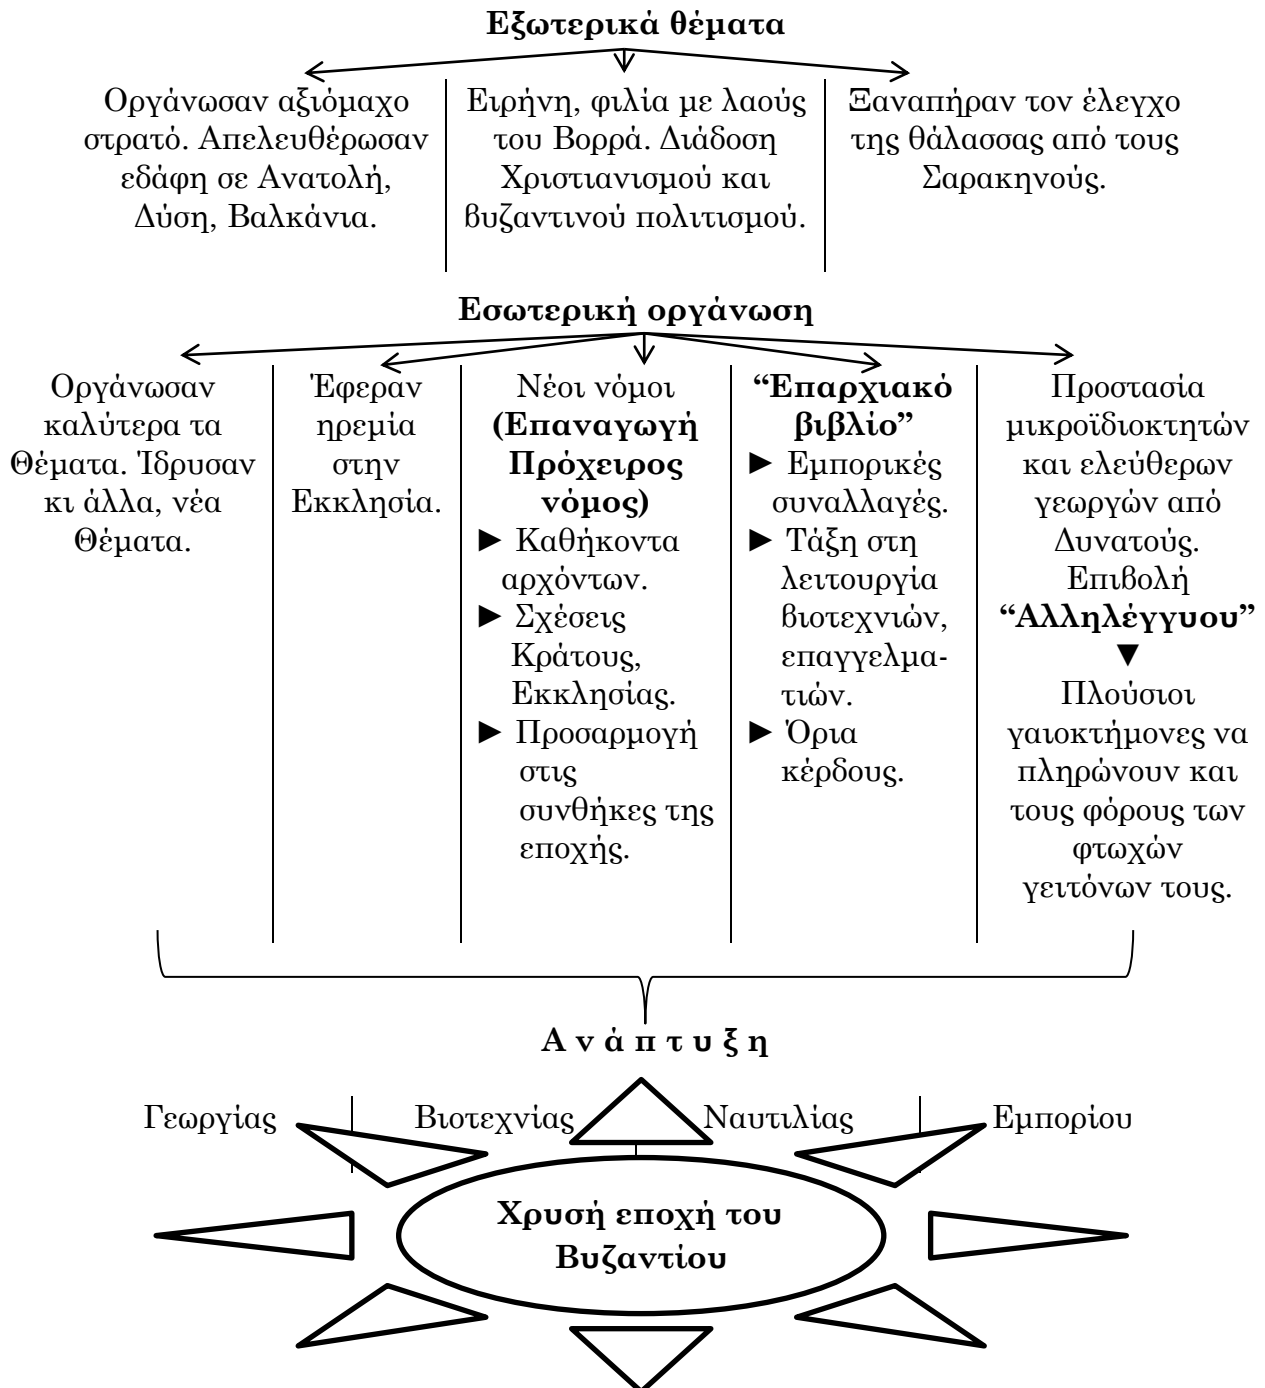 Εξωτερικά θέματα
Οργάνωσαν αξιόμαχο
στρατό. Απελευθέρωσαν
εδάφη σε Ανατολή,
Δύση, Βαλκάνια.
Ειρήνη, φιλία με λαούς
του Βορρά. Διάδοση
Χριστιανισμού και
βυζαντινού πολιτισμού.
Ξαναπήραν τον έλεγχο
της θάλασσας από τους
Σαρακηνούς.
Εσωτερική οργάνωση
Οργάνωσαν
καλύτερα τα
Θέματα. Ίδρυσαν
κι άλλα, νέα
Θέματα.
Έφεραν
ηρεμία
στην
Εκκλησία.
Νέοι νόμοι
(Επαναγωγή
Πρόχειρος
νόμος)
► Καθήκοντα
αρχόντων.
► Σχέσεις
Κράτους,
Εκκλησίας.
► Προσαρμογή
στις
συνθήκες της
εποχής.
“Επαρχιακό
βιβλίο”
► Εμπορικές
συναλλαγές.
► Τάξη στη
λειτουργία
βιοτεχνιών,
επαγγελμα-
τιών.
► Όρια
κέρδους.
Προστασία
μικροϊδιοκτητών
και ελεύθερων
γεωργών από
Δυνατούς.
Επιβολή
“Αλληλέγγυου”
▼
Πλούσιοι
γαιοκτήμονες να
πληρώνουν και
τους φόρους των
φτωχών
γειτόνων τους.
Α ν ά π τ υ ξ η
Γεωργίας
Βιοτεχνίας
Ναυτιλίας
Εμπορίου
Χρυσή εποχή του
Βυζαντίου